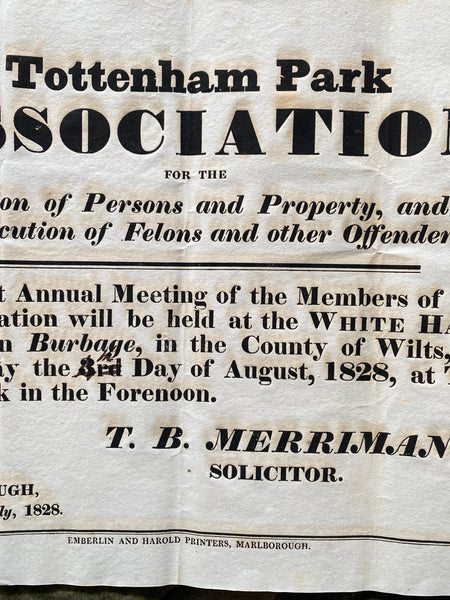 Tottenham Park
SSOCIATION
FOR THE
on of Persons and Property, and
cution of Felons and other Offender
t Annual Meeting of the Members of
ation will be held at the WHITE HA
n Burbage, in the County of Wilts,
ay the 3rd Day of August, 1828, at T
k in the Forenoon.
T. B. MERRIMAN
SOLICITOR.
UGH,
ly, 1828.
EMBERLIN AND HAROLD PRINTERS, MARLBOROUGH.